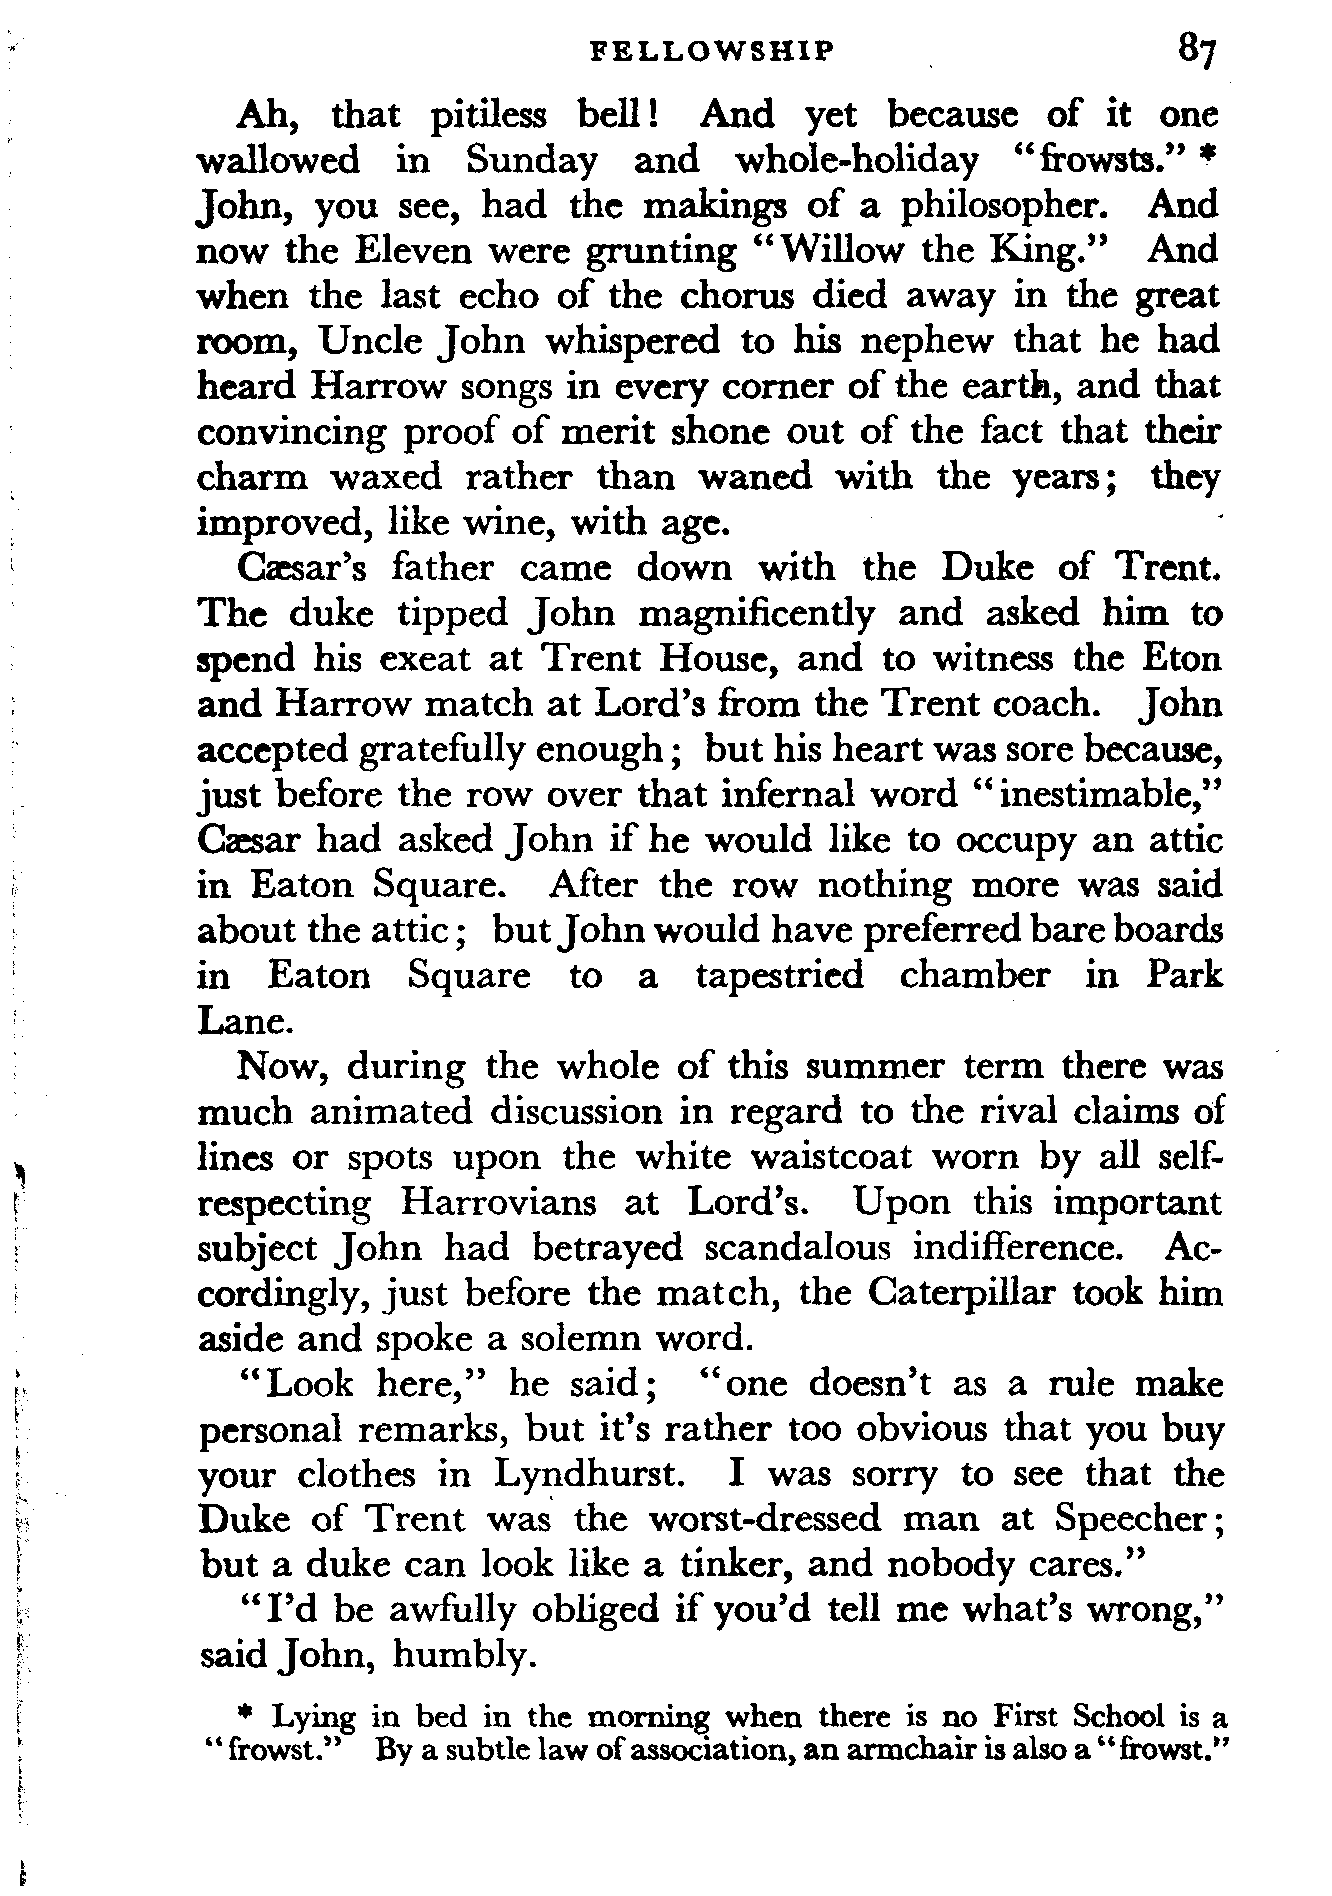 FELLOWSHIP 87
Ah, that pitiless bell! And yet because of it one
wallowed in Sunday and whole-holiday “frowsts.” *
John, you see, had the makings of a philosopher. And
now the Eleven were grunting “Willow the King.” And
when the last echo of the chorus died away in the great
room, Uncle John whispered to his nephew that he had
heard Harrow songs in every corner of the earth, and that
convincing proof of merit shone out of the fact that their
charm waxed rather than waned with the years; they
improved, like wine, with age.
Cæsar’s father came down with the Duke of Trent.
The duke tipped John magnificently and asked him to
spend his exeat at Trent House, and to witness the Eton
and Harrow match at Lord’s from the Trent coach. John
accepted gratefully enough; but his heart was sore because,
just before the row over that infernal word “inestimable,”
Cæsar had asked John if he would like to occupy an attic
in Eaton Square. After the row nothing more was said
about the attic; but John would have preferred bare boards
in Eaton Square to a tapestried chamber in Park
Lane.
Now, during the whole of this summer term there was
much animated discussion in regard to the rival claims of
lines or spots upon the white waistcoat worn by all self-
respecting Harrovians at Lord’s. Upon this important
subject John had betrayed scandalous indifference. Ac-
cordingly, just before the match, the Caterpillar took him
aside and spoke a solemn word.
“Look here,” he said; “one doesn’t as a rule make
personal remarks, but it’s rather too obvious that you buy
your clothes in Lyndhurst. I was sorry to see that the
Duke of Trent was the worst-dressed man at Speecher;
but a duke can look like a tinker, and nobody cares.”
“I’d be awfully obliged if you’d tell me what’s wrong,”
said John, humbly.
* Lying in bed in the morning when there is no First School is a
“frowst.” By a subtle law of association, an armchair is also a “frowst.”